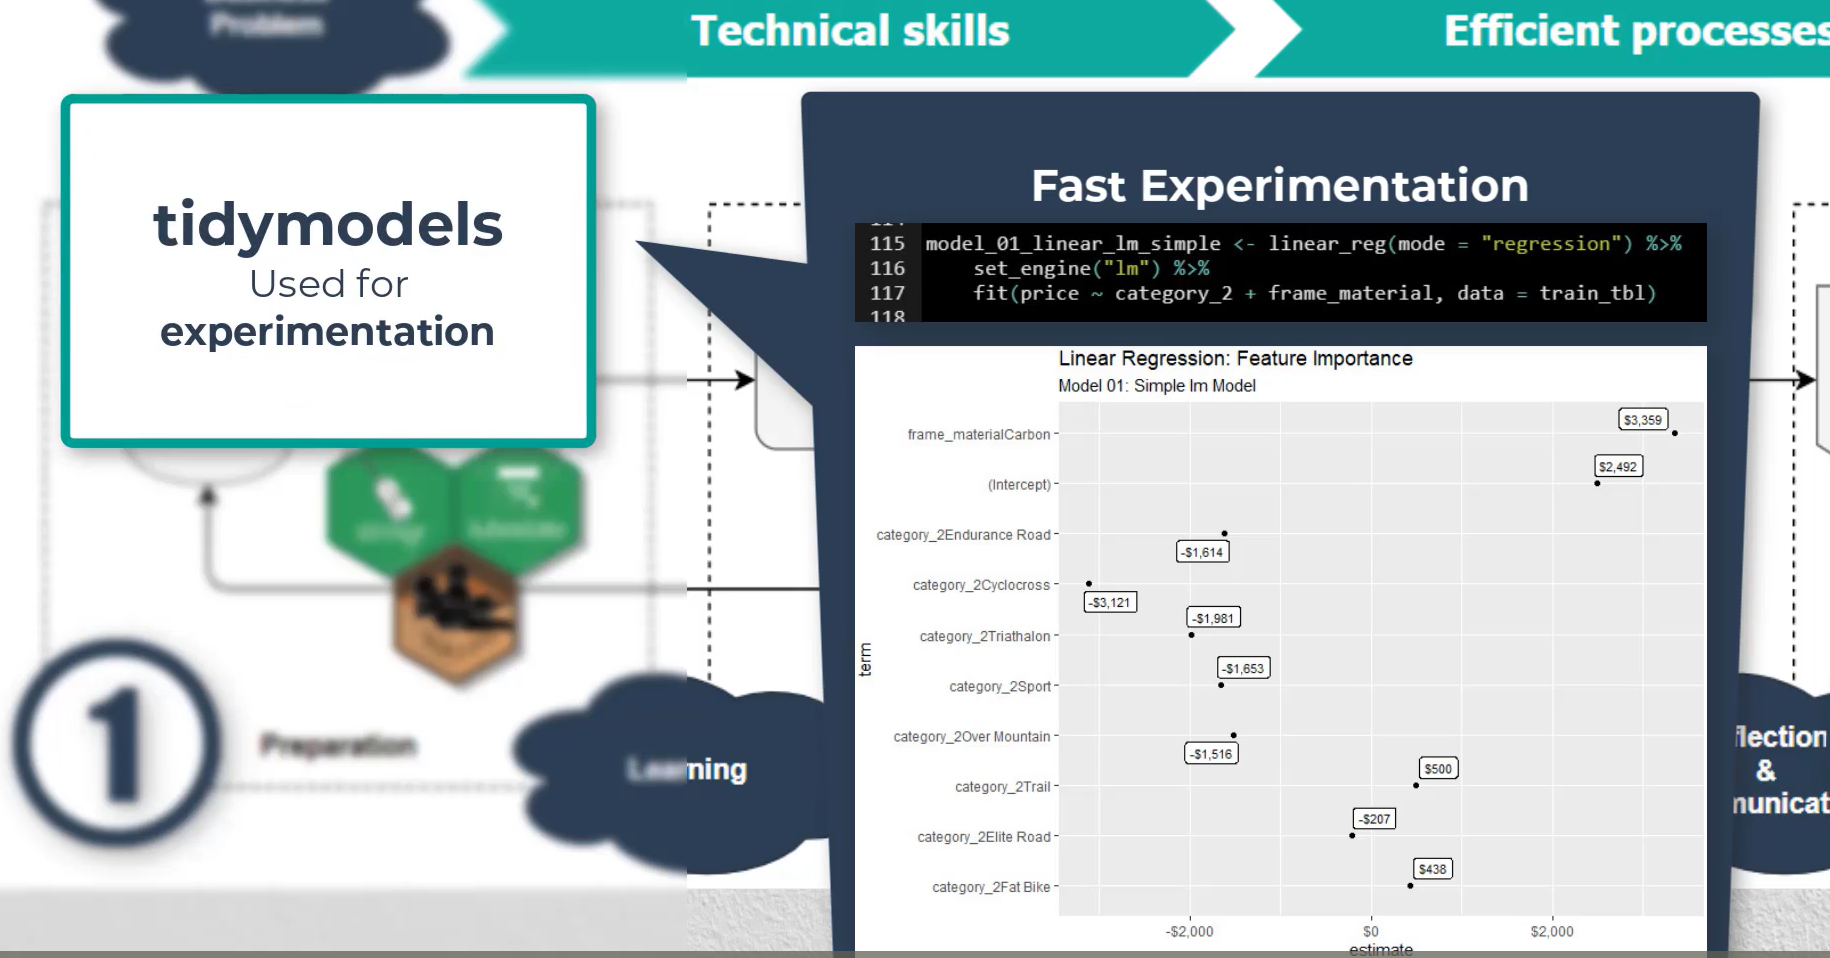 Problem
Technical skills
Efficient processes
tidymodels
Used for
experimentation
Fast Experimentation
115 model_01_linear_lm_simple <- linear_reg(mode = "regression") %>%
116 set_engine("lm") %>%
117 fit(price ~ category_2 + frame_material, data = train_tbl)
118
Linear Regression: Feature Importance
Model 01: Simple lm Model
frame_materialCarbon
$3,359
(Intercept)
$2,492
category_2Endurance Road
-$1,614
category_2Cyclocross
-$3,121
category_2Triathalon
-$1,981
category_2Sport
-$1,653
category_2Over Mountain
-$1,516
category_2Trail
$500
category_2Elite Road
-$207
category_2Fat Bike
$438
term
-$2,000 $0 $2,000
estimate
1
Preparation
Learning
flection
&
municat